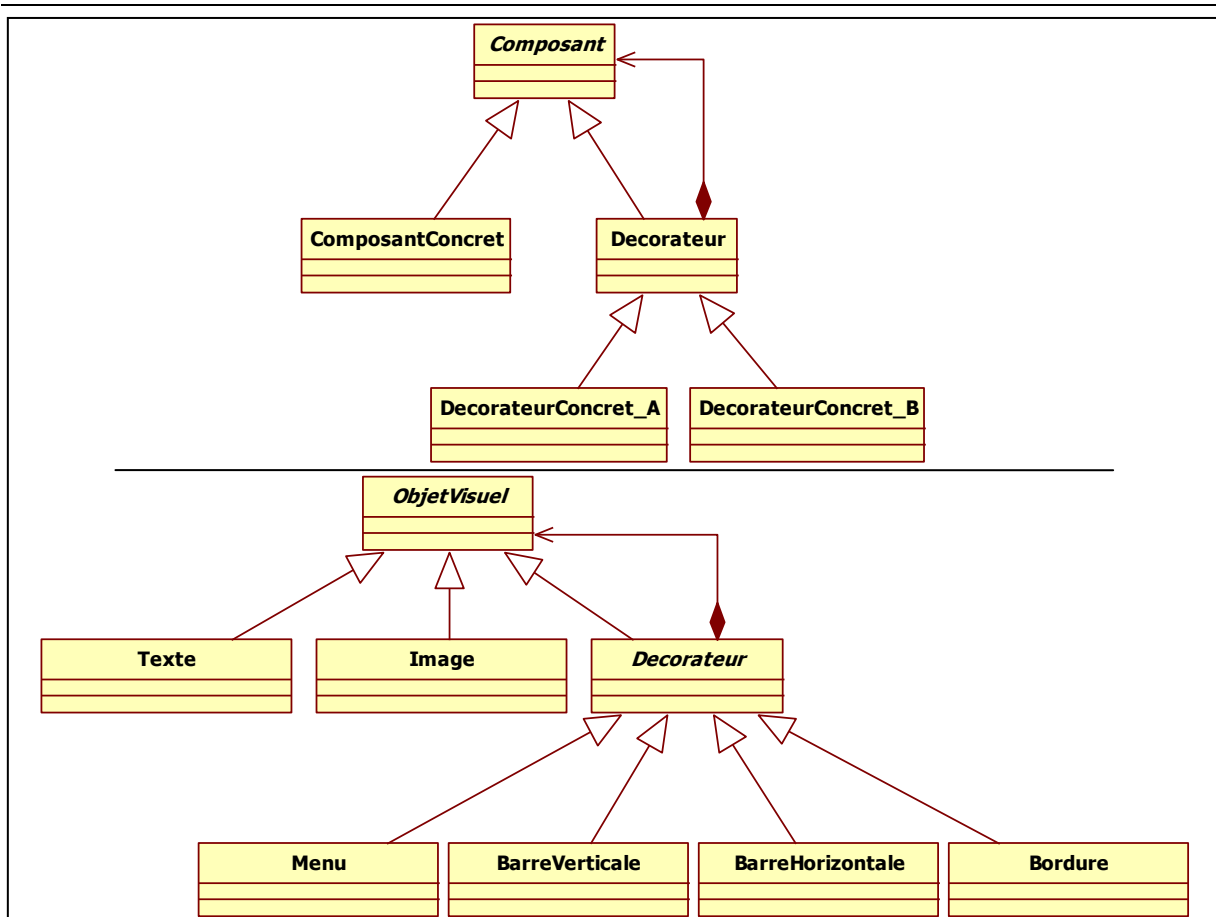 Composant
ComposantConcret
Decorateur
DecorateurConcret_A
DecorateurConcret_B
ObjetVisuel
Texte
Image
Decorateur
Menu
BarreVerticale
BarreHorizontale
Bordure